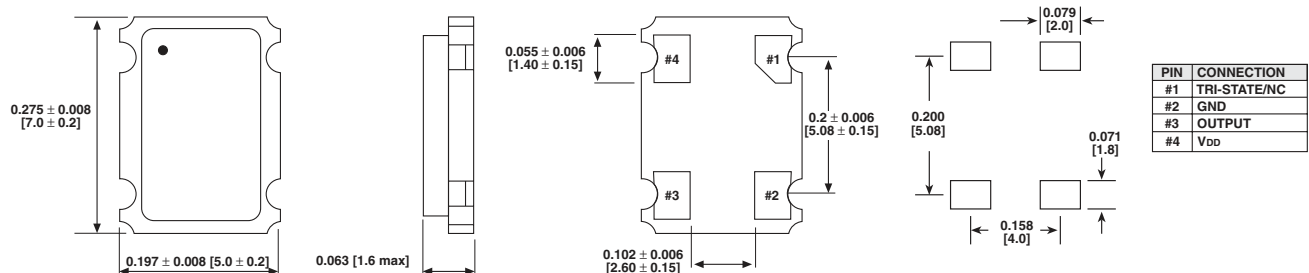 0.275 ± 0.008
[7.0 ± 0.2]
0.197 ± 0.008 [5.0 ± 0.2]
0.063 [1.6 max]
0.055 ± 0.006
[1.40 ± 0.15]
#4
#1
#3
#2
0.2 ± 0.006
[5.08 ± 0.15]
0.102 ± 0.006
[2.60 ± 0.15]
0.079
[2.0]
0.200
[5.08]
0.071
[1.8]
0.158
[4.0]
PIN CONNECTION
#1 TRI-STATE/NC
#2 GND
#3 OUTPUT
#4 VDD